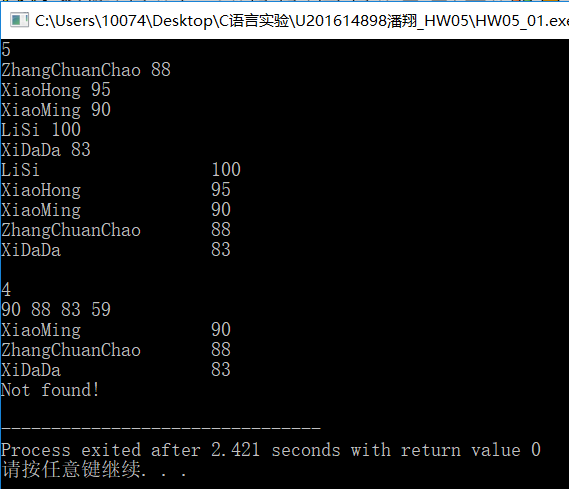 C:\Users\10074\Desktop\C语言实验\U201614898潘翔_HW05\HW05_01.exe
5
ZhangChuanChao 88
XiaoHong 95
XiaoMing 90
LiSi 100
XiDaDa 83
LiSi                 100
XiaoHong             95
XiaoMing             90
ZhangChuanChao       88
XiDaDa               83

4
90 88 83 59
XiaoMing             90
ZhangChuanChao       88
XiDaDa               83
Not found!

--------------------------------
Process exited after 2.421 seconds with return value 0
请按任意键继续. . .